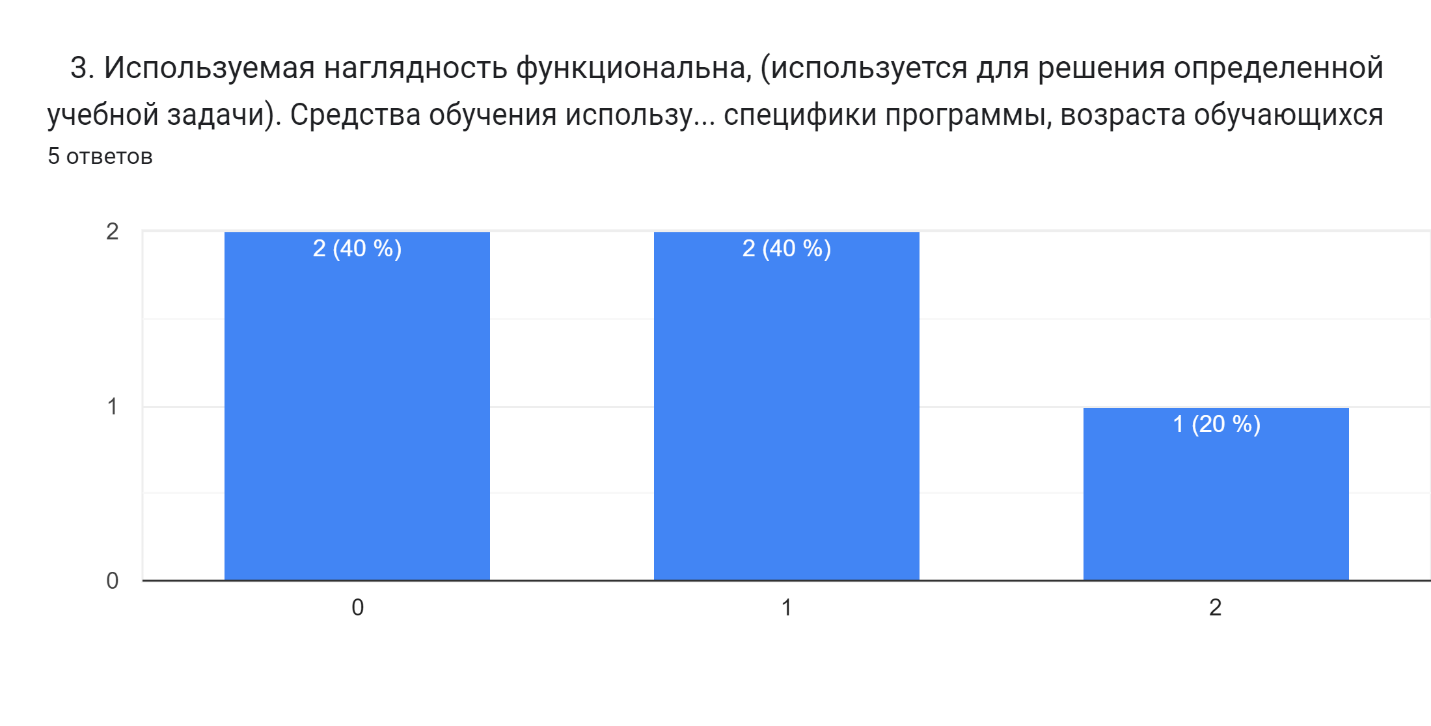 3. Используемая наглядность функциональна, (используется для решения определенной
учебной задачи). Средства обучения использу... специфики программы, возраста обучающихся
5 ответов
2
2 (40 %)
2 (40 %)
1
1 (20 %)
0
0
1
2